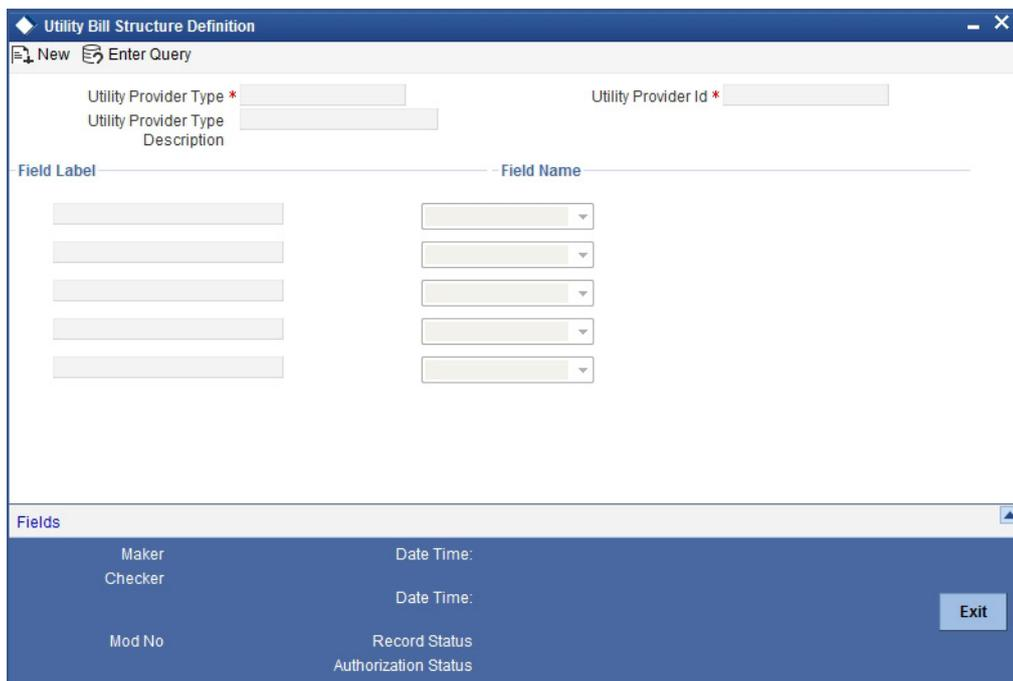 Utility Bill Structure Definition
New Enter Query
Utility Provider Type * Utility Provider Id *
Utility Provider Type
Description
Field Label Field Name
Fields
Maker Date Time:
Checker
Date Time:
Exit
Mod No Record Status
Authorization Status